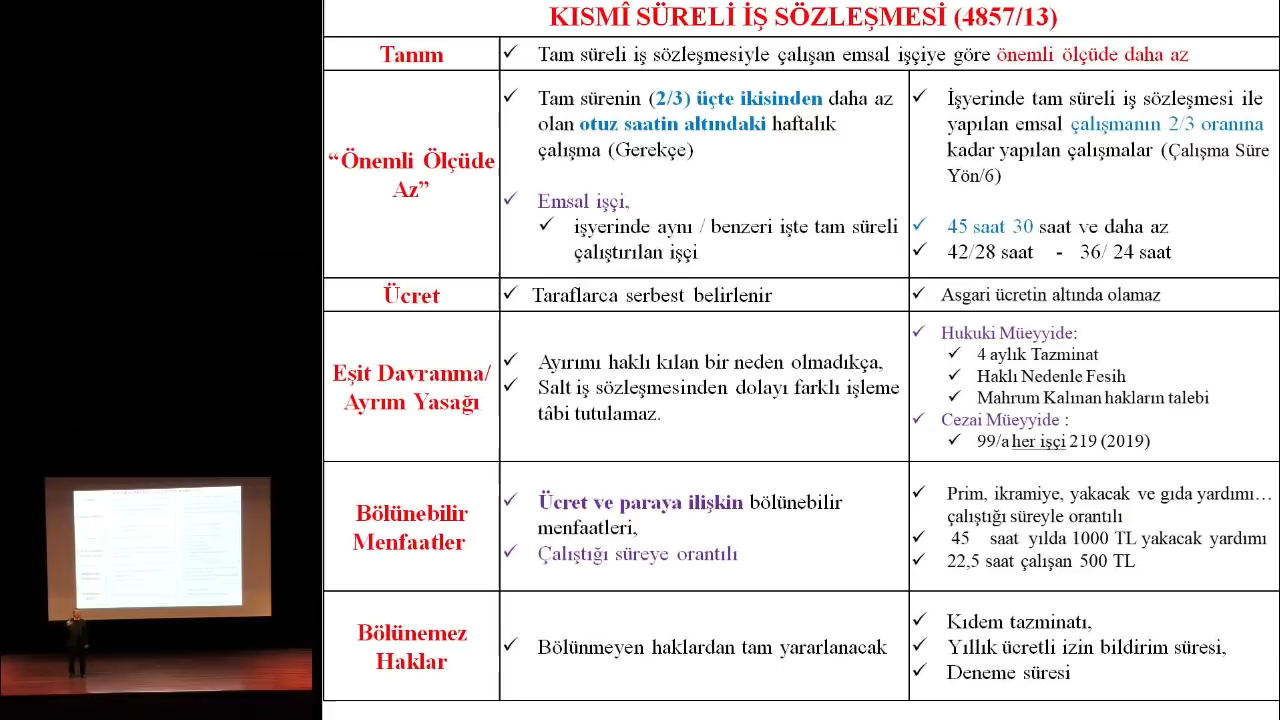 KISMÎ SÜRELİ İŞ SÖZLEŞMESİ (4857/13)
Tanım
✓ Tam süreli iş sözleşmesiyle çalışan emsal işçiye göre önemli ölçüde daha az
“Önemli Ölçüde
Az”
✓ Tam sürenin (2/3) üçte ikisinden daha az
olan otuz saatin altındaki haftalık
çalışma (Gerekçe)
✓ Emsal işçi,
✓ işyerinde aynı / benzeri işte tam süreli
çalıştırılan işçi
✓ İşyerinde tam süreli iş sözleşmesi ile
yapılan emsal çalışmanın 2/3 oranına
kadar yapılan çalışmalar (Çalışma Süre
Yön/6)
✓ 45 saat 30 saat ve daha az
✓ 42/28 saat - 36/ 24 saat
Ücret
✓ Taraflarca serbest belirlenir
✓ Asgari ücretin altında olamaz
Eşit Davranma/
Ayrım Yasağı
✓ Ayırımı haklı kılan bir neden olmadıkça,
✓ Salt iş sözleşmesinden dolayı farklı işleme
tâbi tutulamaz.
✓ Hukuki Müeyyide:
✓ 4 aylık Tazminat
✓ Haklı Nedenle Fesih
✓ Mahrum Kalınan hakların talebi
✓ Cezai Müeyyide :
✓ 99/a her işçi 219 (2019)
Bölünebilir
Menfaatler
✓ Ücret ve paraya ilişkin bölünebilir
menfaatleri,
✓ Çalıştığı süreye orantılı
✓ Prim, ikramiye, yakacak ve gıda yardımı…
çalıştığı süreyle orantılı
✓ 45 saat yılda 1000 TL yakacak yardımı
✓ 22,5 saat çalışan 500 TL
Bölünemez
Haklar
✓ Bölünmeyen haklardan tam yararlanacak
✓ Kıdem tazminatı,
✓ Yıllık ücretli izin bildirim süresi,
✓ Deneme süresi